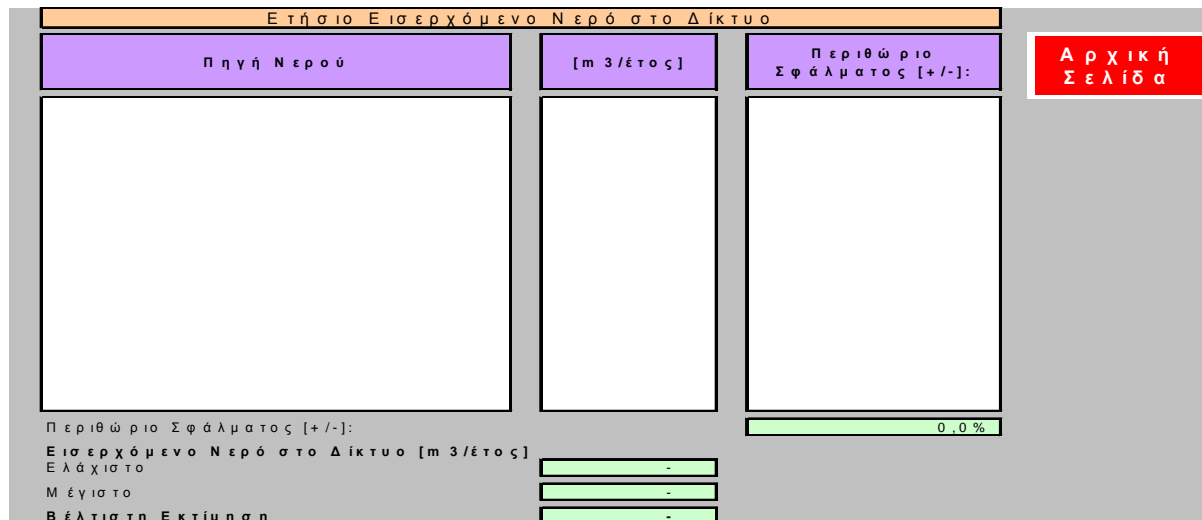 Ετήσιο Εισερχόμενο Νερό στο Δίκτυο
Πηγή Νερού
[m3/έτος]
Περιθώριο
Σφάλματος [+/-]:
Αρχική
Σελίδα
Περιθώριο Σφάλματος [+/-]:
0,0%
Εισερχόμενο Νερό στο Δίκτυο [m3/έτος]
Ελάχιστο -
Μέγιστο -
Βέλτιστη Εκτίμηση -